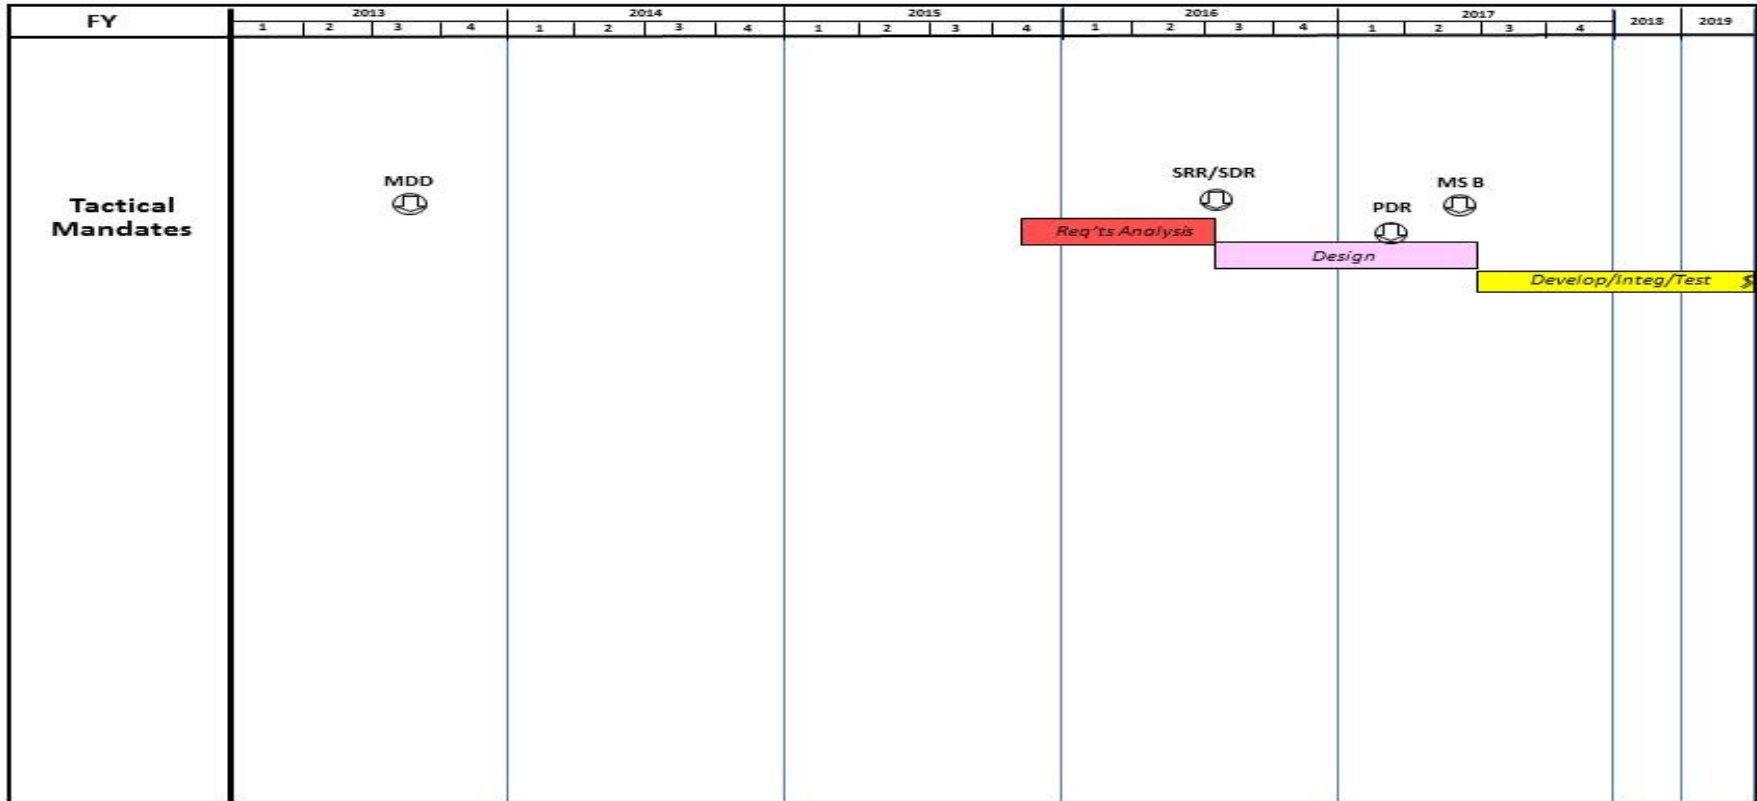 FY
2013
2014
2015
2016
2017
2018
2019
1 2 3 4 1 2 3 4 1 2 3 4 1 2 3 4 1 2 3 4
Tactical
Mandates
MDD
SRR/SDR
MS B
PDR
Req'ts Analysis
Design
Develop/Integ/Test